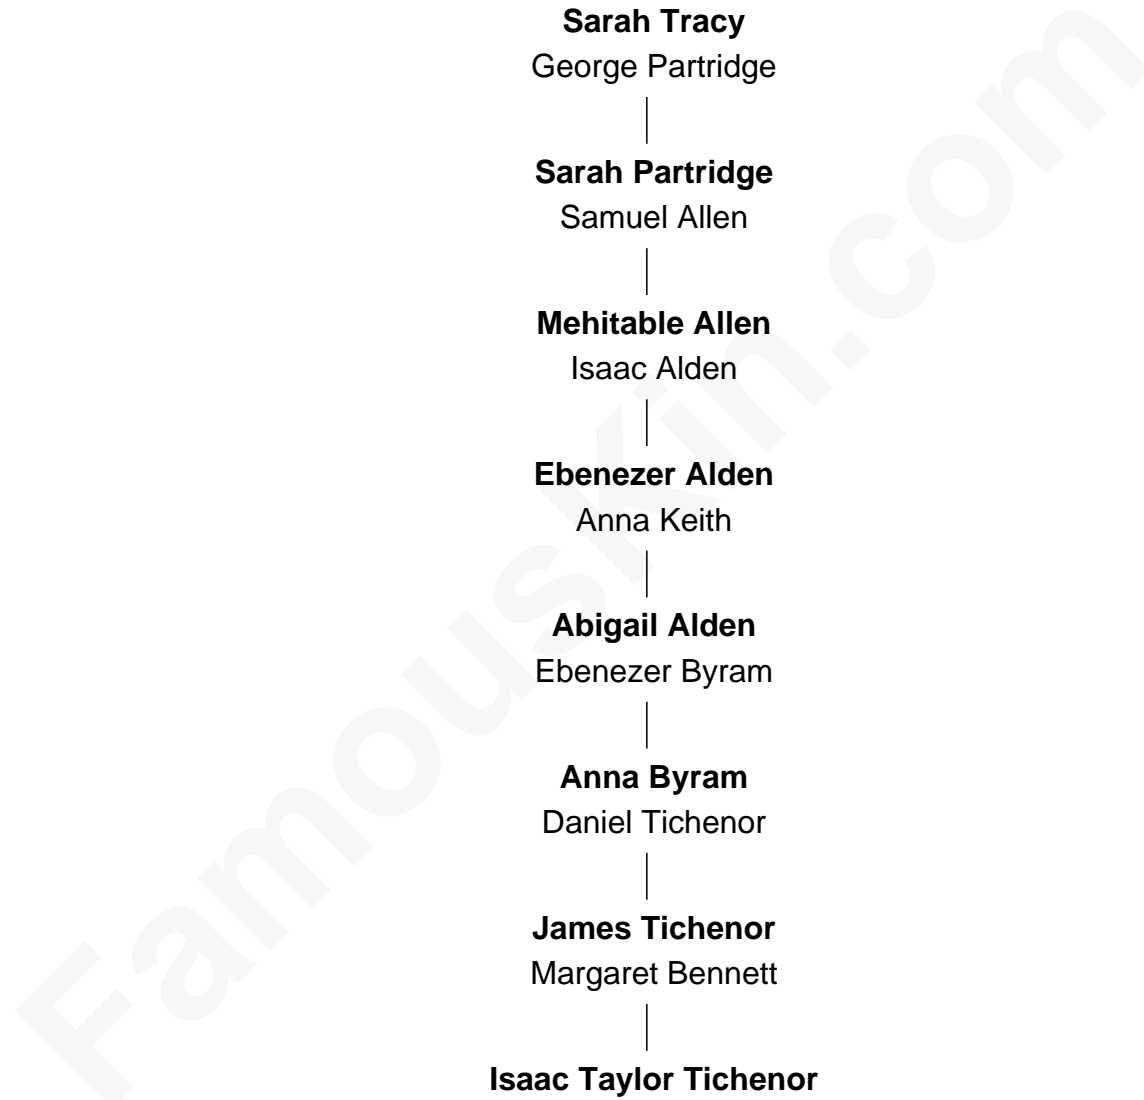 Sarah Tracy
George Partridge
Sarah Partridge
Samuel Allen
Mehitable Allen
Isaac Alden
Ebenezer Alden
Anna Keith
Abigail Alden
Ebenezer Byram
Anna Byram
Daniel Tichenor
James Tichenor
Margaret Bennett
Isaac Taylor Tichenor
FamousKin.com